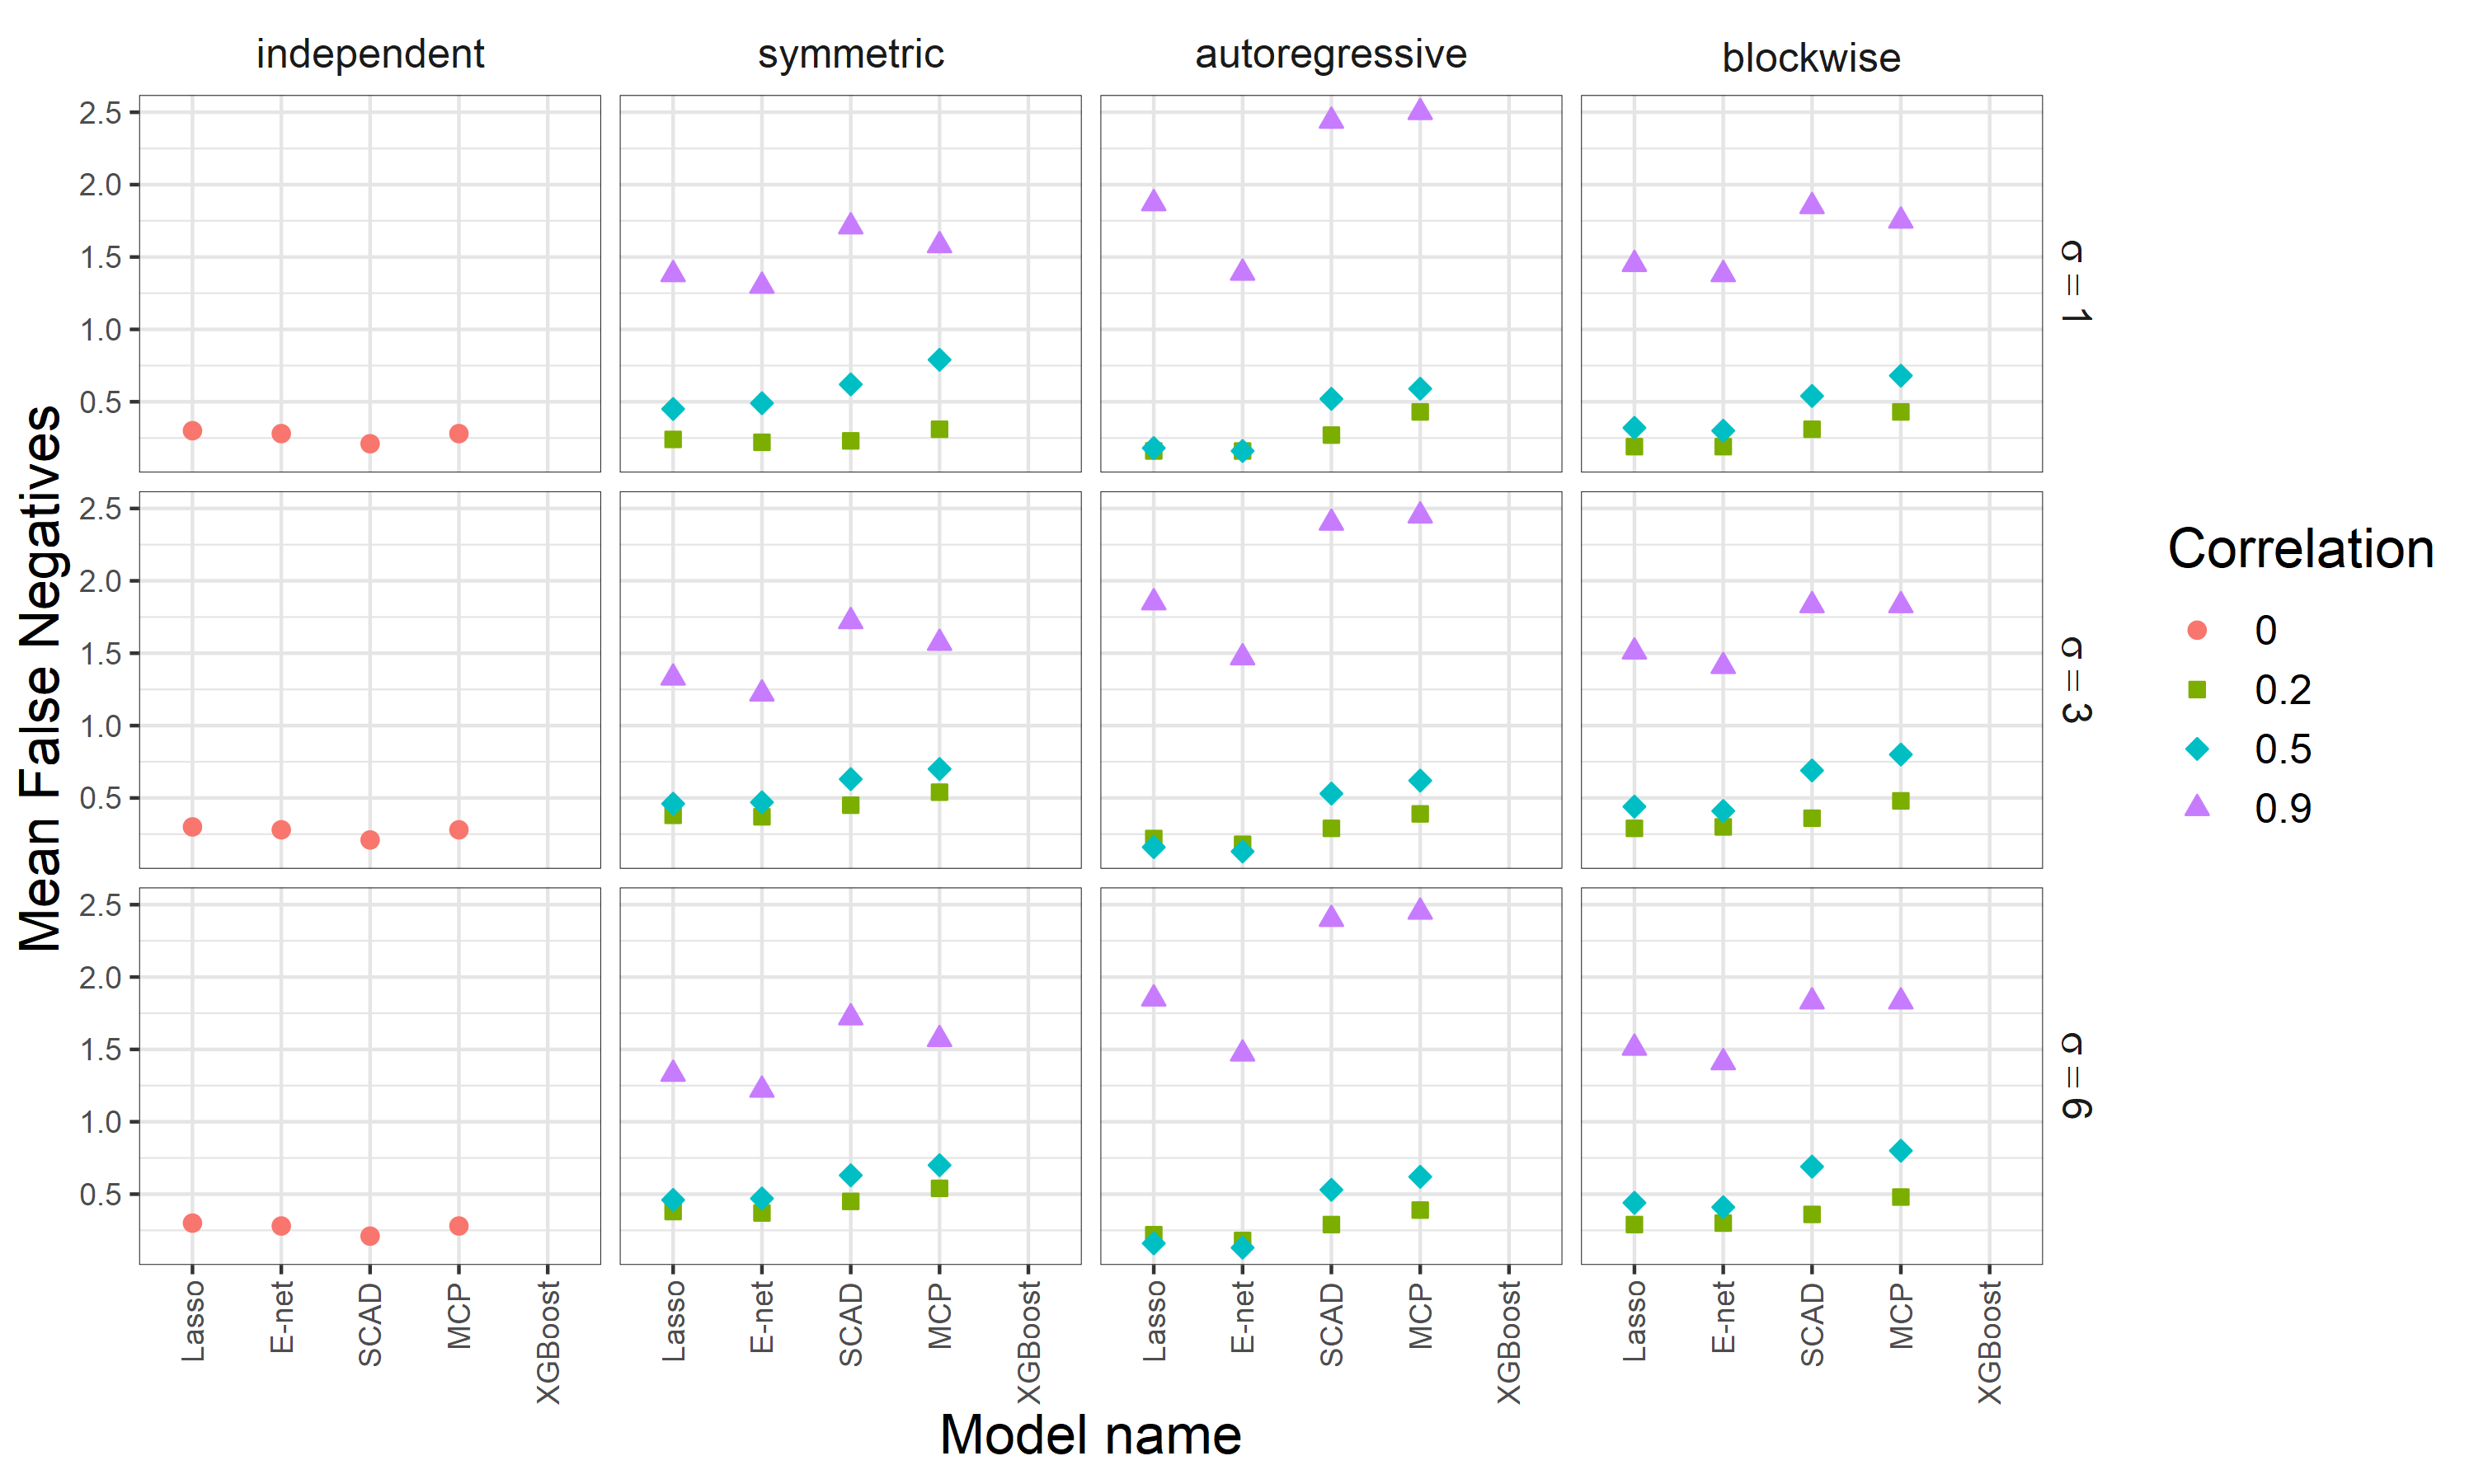 independent symmetric autoregressive blockwise
Mean False Negatives
2.5
2.0
1.5
1.0
0.5
σ = 1
2.5
2.0
1.5
1.0
0.5
σ = 3
2.5
2.0
1.5
1.0
0.5
σ = 6
Lasso E-net SCAD MCP XGBoost Lasso E-net SCAD MCP XGBoost Lasso E-net SCAD MCP XGBoost Lasso E-net SCAD MCP XGBoost
Model name
Correlation
0
0.2
0.5
0.9